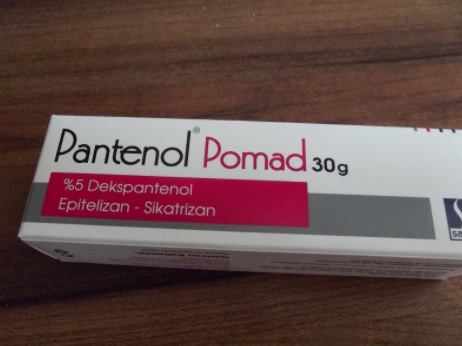 Pantenol® Pomad 30g
%5 Dekspantenol
Epitelizan - Sikatrizan